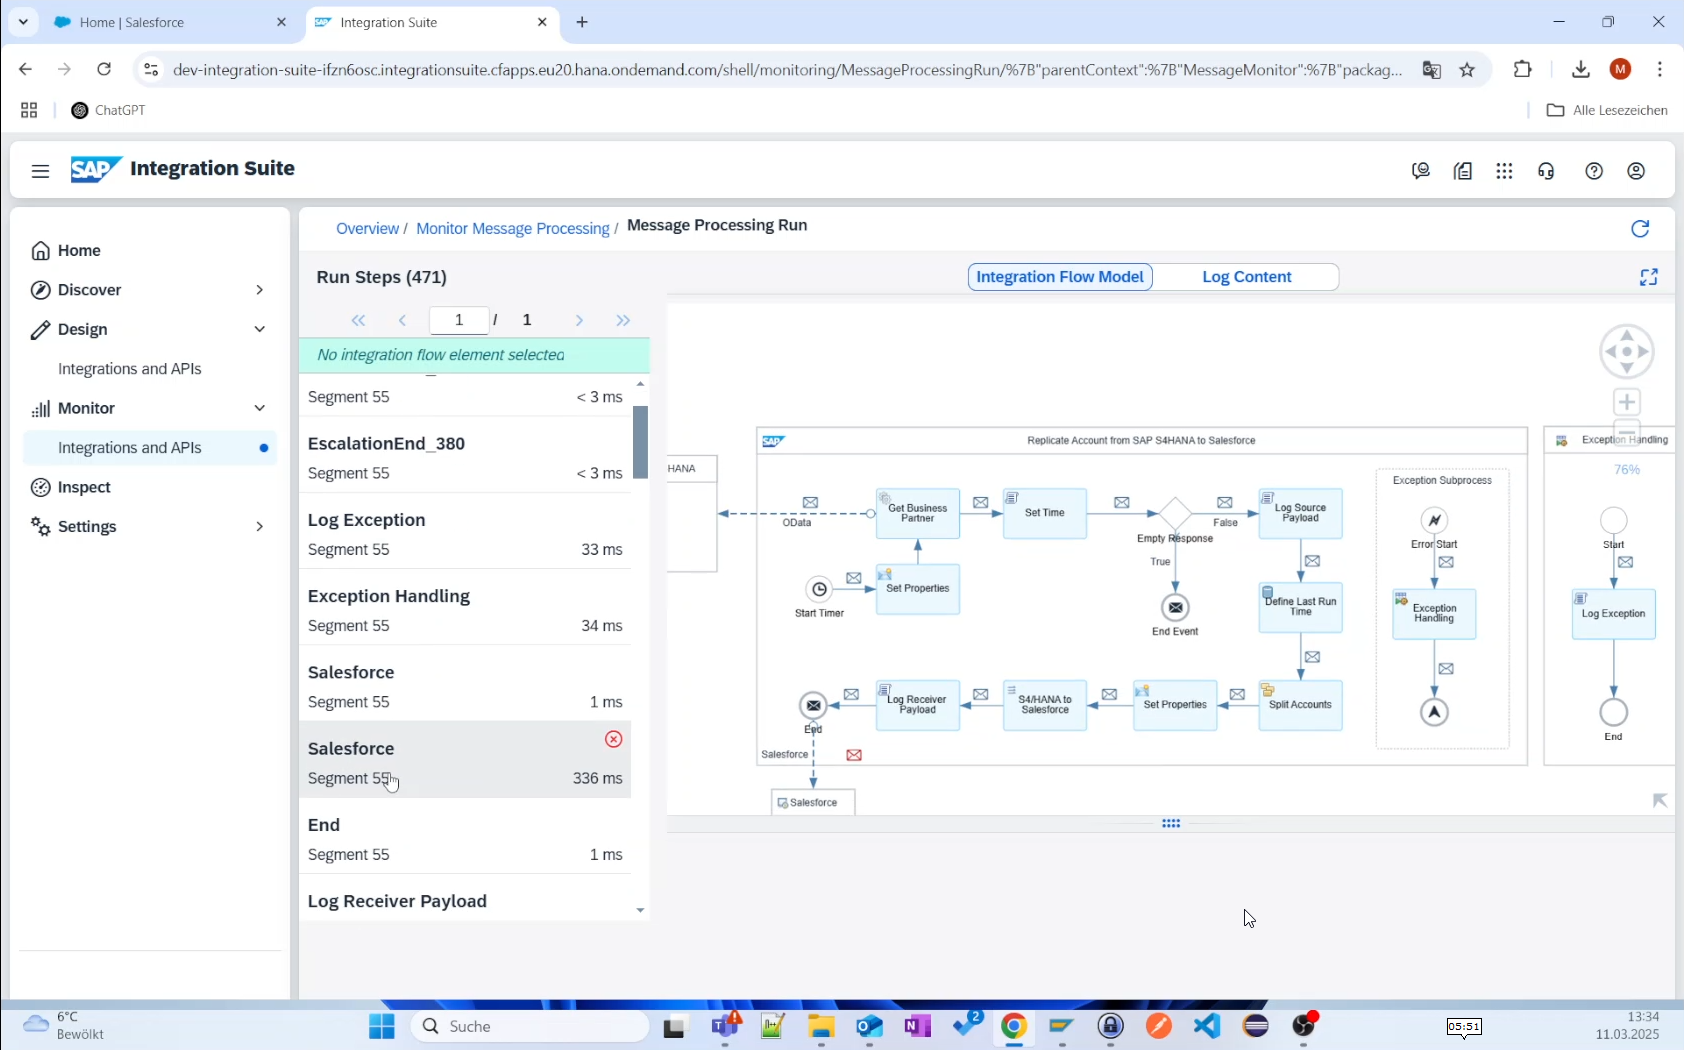 Home | Salesforce
Integration Suite
dev-integration-suite-ifzn6osc.integrationsuite.cfapps.eu20.hana.ondemand.com/shell/monitoring/MessageProcessingRun/%7B"parentContext":%7B"MessageMonitor":%7B"packag...
M
ChatGPT
Alle Lesezeichen
SAP Integration Suite
Home
Discover
Design
Integrations and APIs
Monitor
Integrations and APIs
Inspect
Settings
Overview / Monitor Message Processing / Message Processing Run
Run Steps (471)
1 / 1
No integration flow element selected
Segment 55 < 3 ms
EscalationEnd_380
Segment 55 < 3 ms
Log Exception
Segment 55 33 ms
Exception Handling
Segment 55 34 ms
Salesforce
Segment 55 1 ms
Salesforce
Segment 55 336 ms
End
Segment 55 1 ms
Log Receiver Payload
Integration Flow Model
Log Content
76%
SAP
Replicate Account from SAP S4HANA to Salesforce
Exception Handling
HANA
OData
Get Business
Partner
Set Time
Empty Response
False
True
Log Source
Payload
Start Timer
Set Properties
End Event
Define Last Run
Time
End
Log Receiver
Payload
S4/HANA to
Salesforce
Set Properties
Split Accounts
Salesforce
Salesforce
Exception Subprocess
Error Start
Exception
Handling
Start
Log Exception
End
6°C
Bewölkt
Suche
2
05:51
13:34
11.03.2025